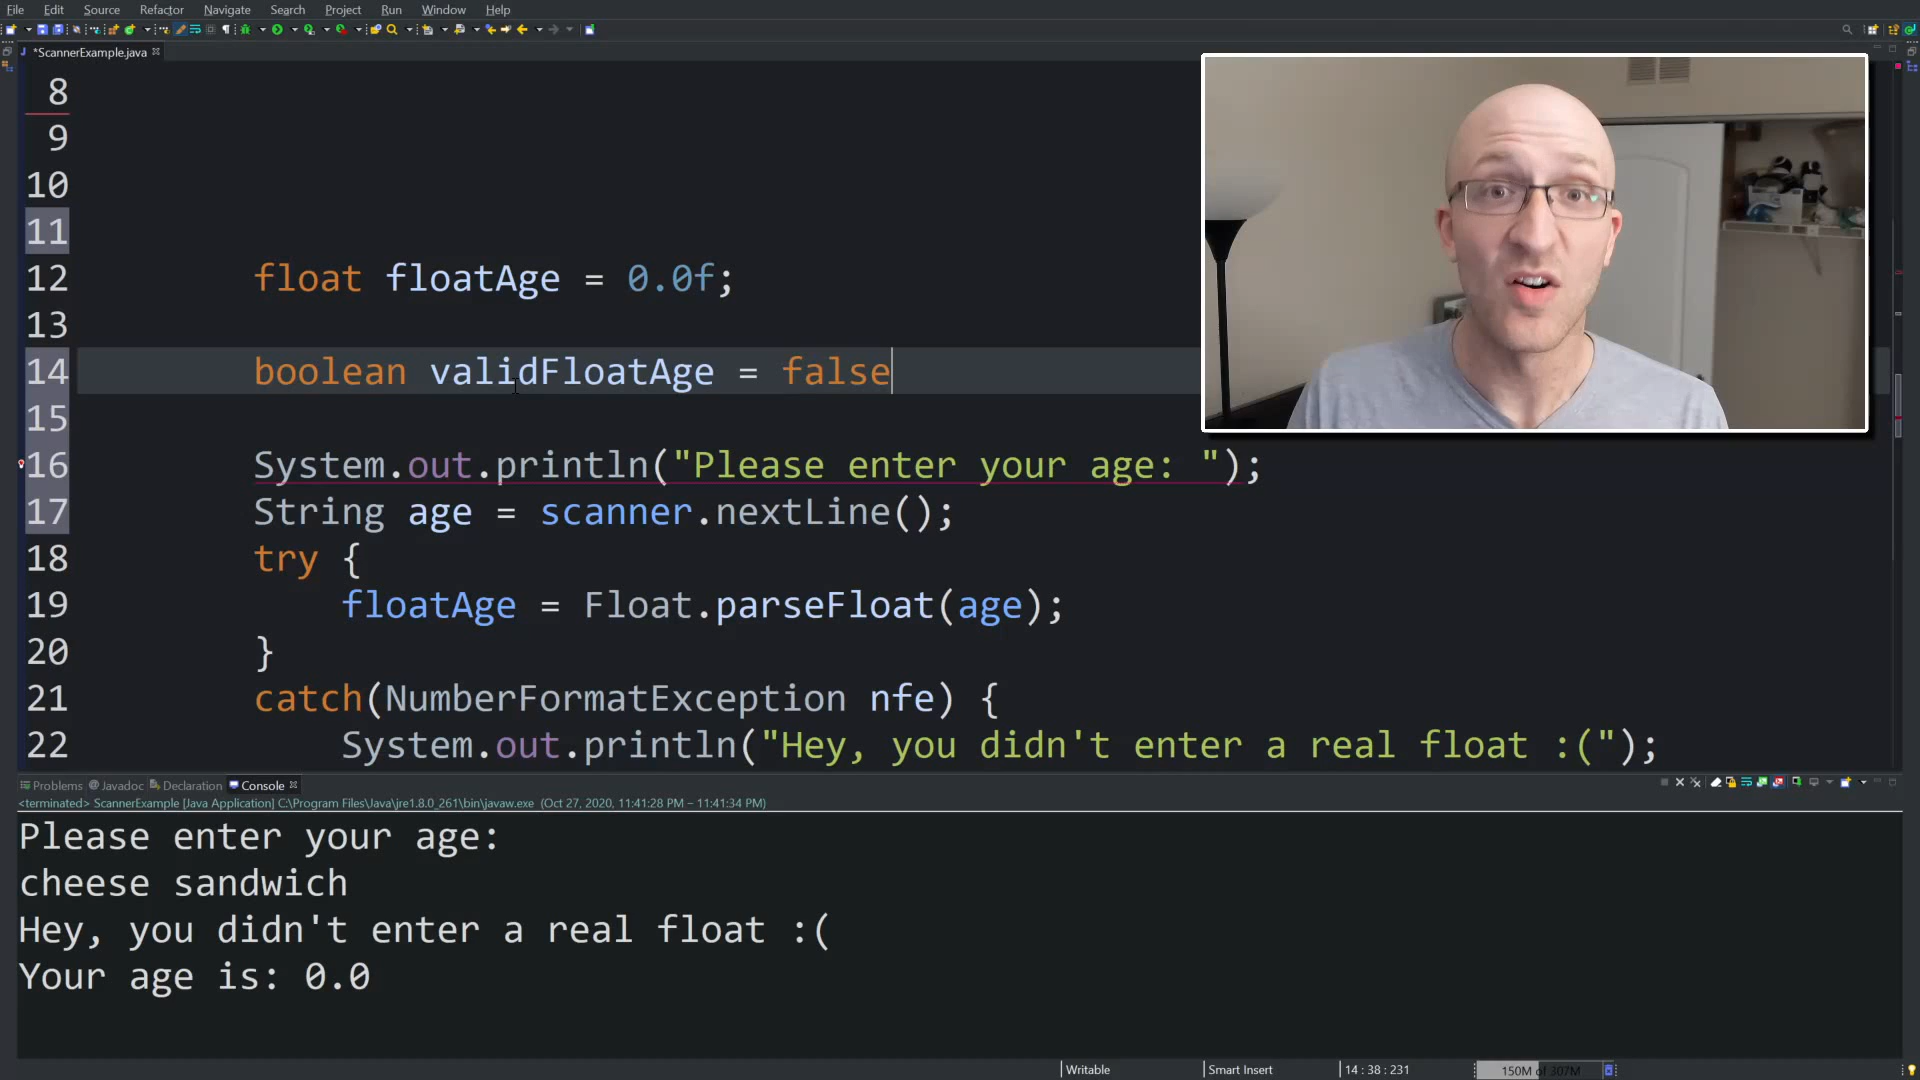 File Edit Source Refactor Navigate Search Project Run Window Help
*ScannerExample.java
8
9
10
11
12 float floatAge = 0.0f;
13
14 boolean validFloatAge = false
15
16 System.out.println("Please enter your age: ");
17 String age = scanner.nextLine();
18 try {
19 floatAge = Float.parseFloat(age);
20 }
21 catch(NumberFormatException nfe) {
22 System.out.println("Hey, you didn't enter a real float :(");
Problems Javadoc Declaration Console
<terminated> ScannerExample [Java Application] C:\Program Files\Java\jre1.8.0_261\bin\javaw.exe (Oct 27, 2020, 11:41:28 PM – 11:41:34 PM)
Please enter your age:
cheese sandwich
Hey, you didn't enter a real float :(
Your age is: 0.0
Writable Smart Insert 14 : 38 : 231 150M of 307M